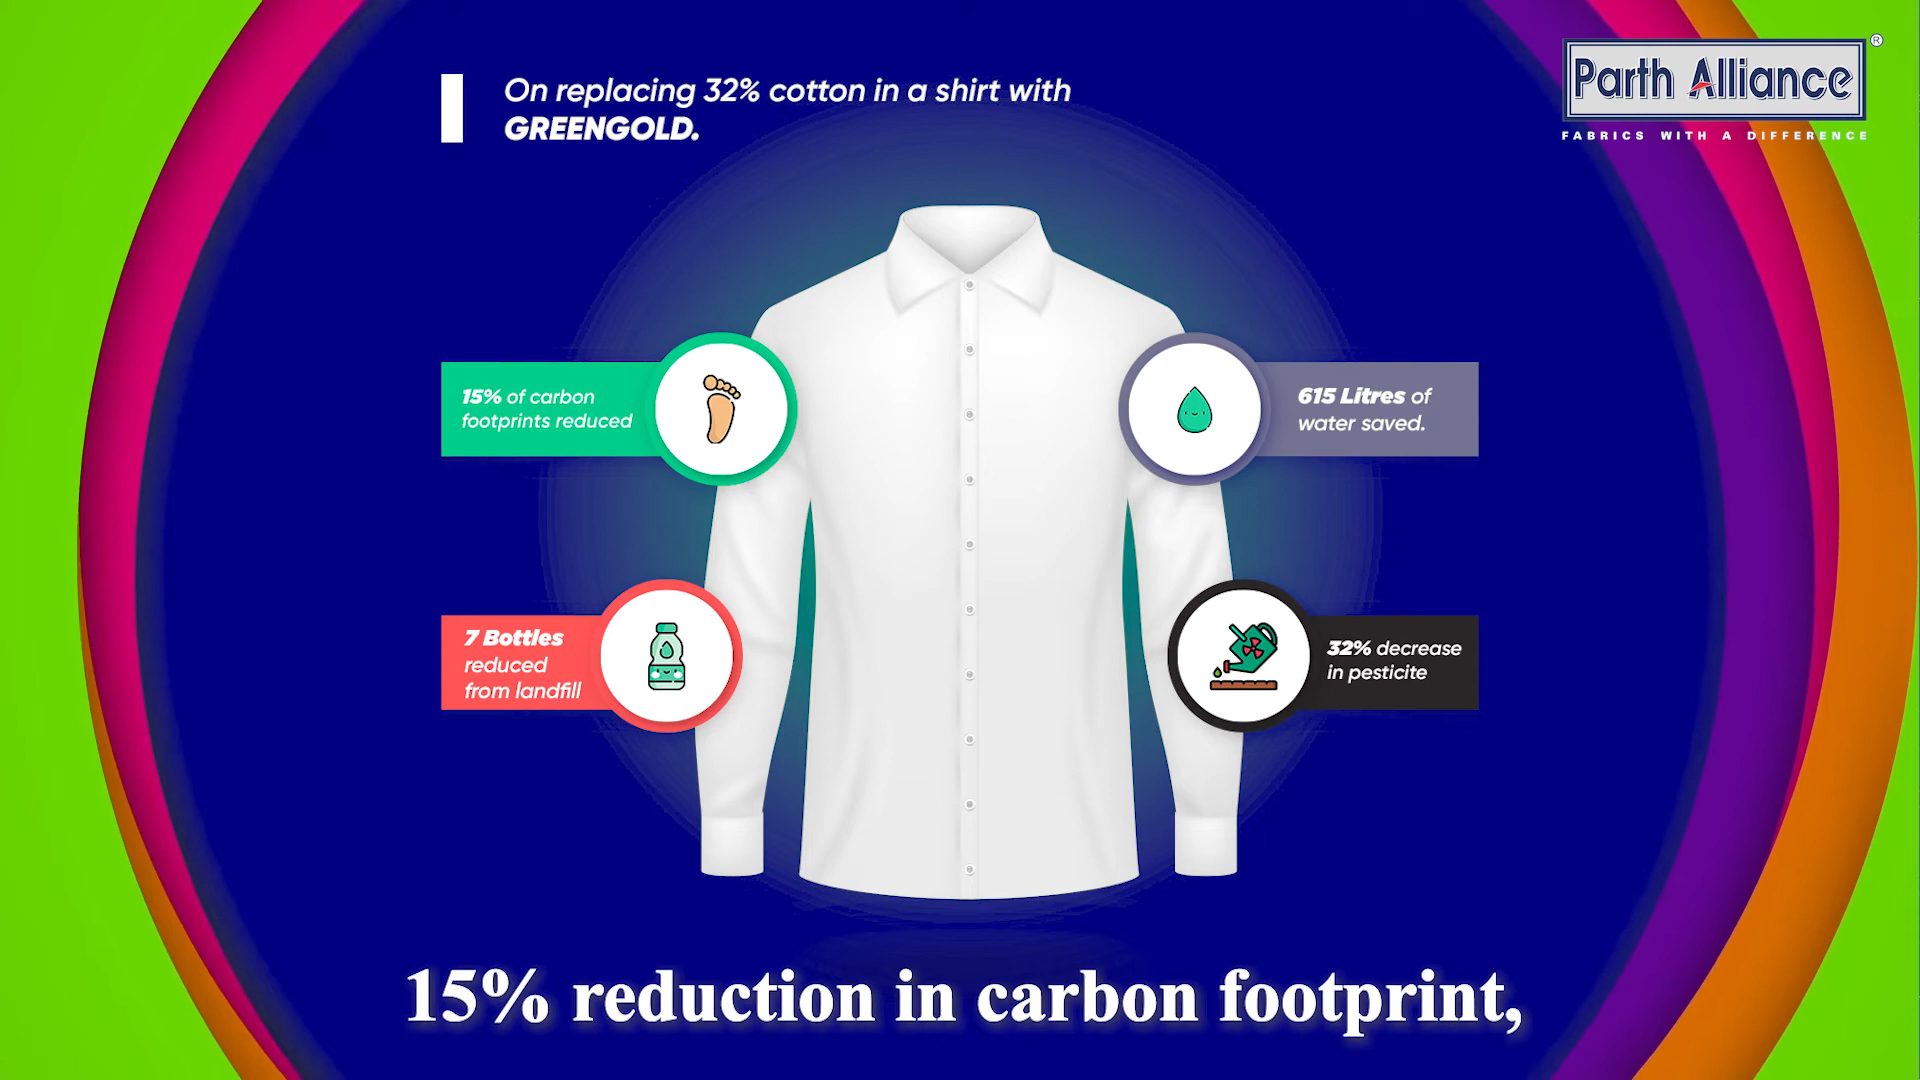 On replacing 32% cotton in a shirt with
GREENGOLD.
Parth Alliance
®
FABRICS WITH A DIFFERENCE
15% of carbon
footprints reduced
615 Litres of
water saved.
7 Bottles
reduced
from landfill
32% decrease
in pesticite
15% reduction in carbon footprint,